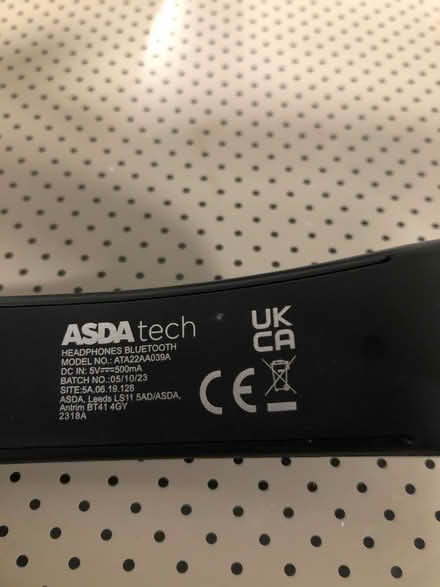 ASDA tech
HEADPHONES BLUETOOTH
MODEL NO.: ATA22AA039A
DC IN: 5V⎓500mA
BATCH NO.:05/10/23
SITE:5A.06.19.128
ASDA, Leeds LS11 5AD/ASDA,
Antrim BT41 4GY
2318A
UK
CA
CE